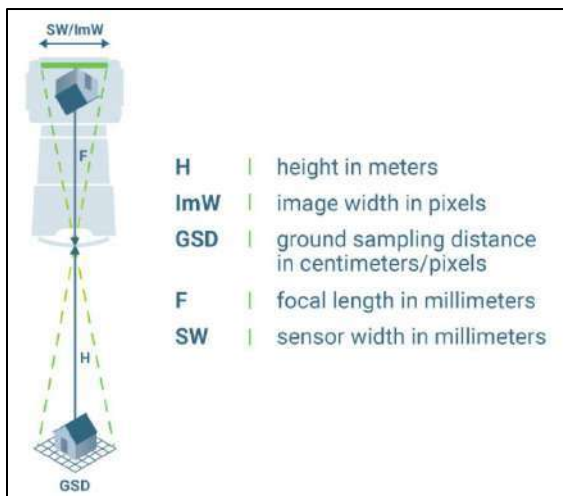 SW/ImW
F
H
GSD
H | height in meters
ImW | image width in pixels
GSD | ground sampling distance
in centimeters/pixels
F | focal length in millimeters
SW | sensor width in millimeters